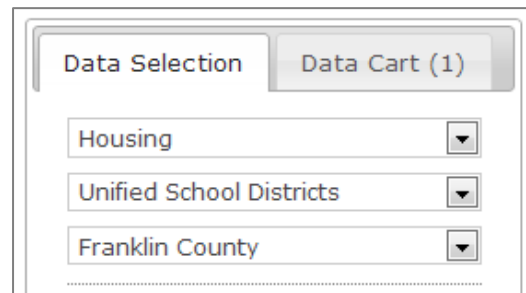 Data Selection Data Cart (1)
Housing
Unified School Districts
Franklin County